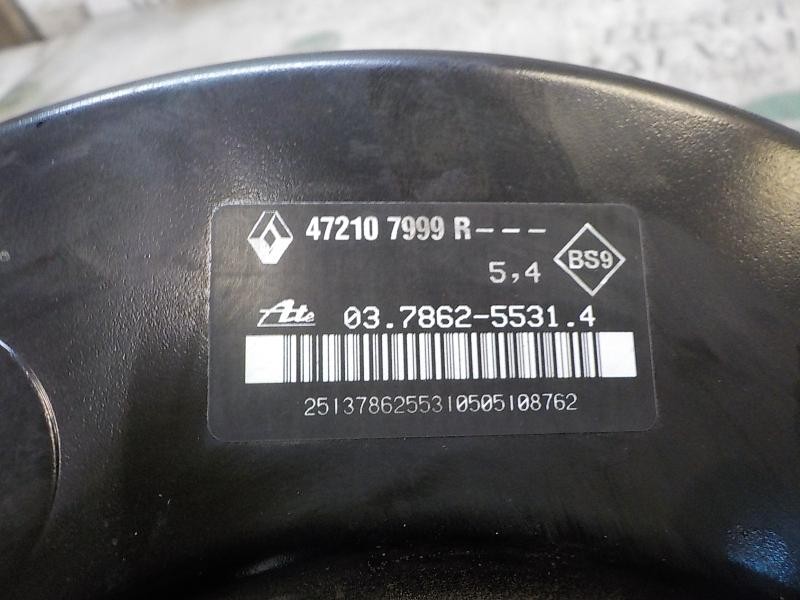 47210 7999 R---
5,4
BS9
Ate 03.7862-5531.4
25137862553105051087​62